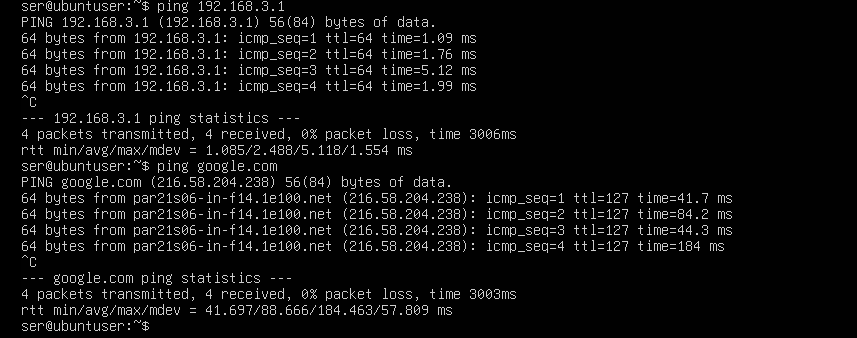 ser@ubuntuser:~$ ping 192.168.3.1
PING 192.168.3.1 (192.168.3.1) 56(84) bytes of data.
64 bytes from 192.168.3.1: icmp_seq=1 ttl=64 time=1.09 ms
64 bytes from 192.168.3.1: icmp_seq=2 ttl=64 time=1.76 ms
64 bytes from 192.168.3.1: icmp_seq=3 ttl=64 time=5.12 ms
64 bytes from 192.168.3.1: icmp_seq=4 ttl=64 time=1.99 ms
^C
--- 192.168.3.1 ping statistics ---
4 packets transmitted, 4 received, 0% packet loss, time 3006ms
rtt min/avg/max/mdev = 1.085/2.488/5.118/1.554 ms
ser@ubuntuser:~$ ping google.com
PING google.com (216.58.204.238) 56(84) bytes of data.
64 bytes from par21s06-in-f14.1e100.net (216.58.204.238): icmp_seq=1 ttl=127 time=41.7 ms
64 bytes from par21s06-in-f14.1e100.net (216.58.204.238): icmp_seq=2 ttl=127 time=84.2 ms
64 bytes from par21s06-in-f14.1e100.net (216.58.204.238): icmp_seq=3 ttl=127 time=44.3 ms
64 bytes from par21s06-in-f14.1e100.net (216.58.204.238): icmp_seq=4 ttl=127 time=184 ms
^C
--- google.com ping statistics ---
4 packets transmitted, 4 received, 0% packet loss, time 3003ms
rtt min/avg/max/mdev = 41.697/88.666/184.463/57.809 ms
ser@ubuntuser:~$